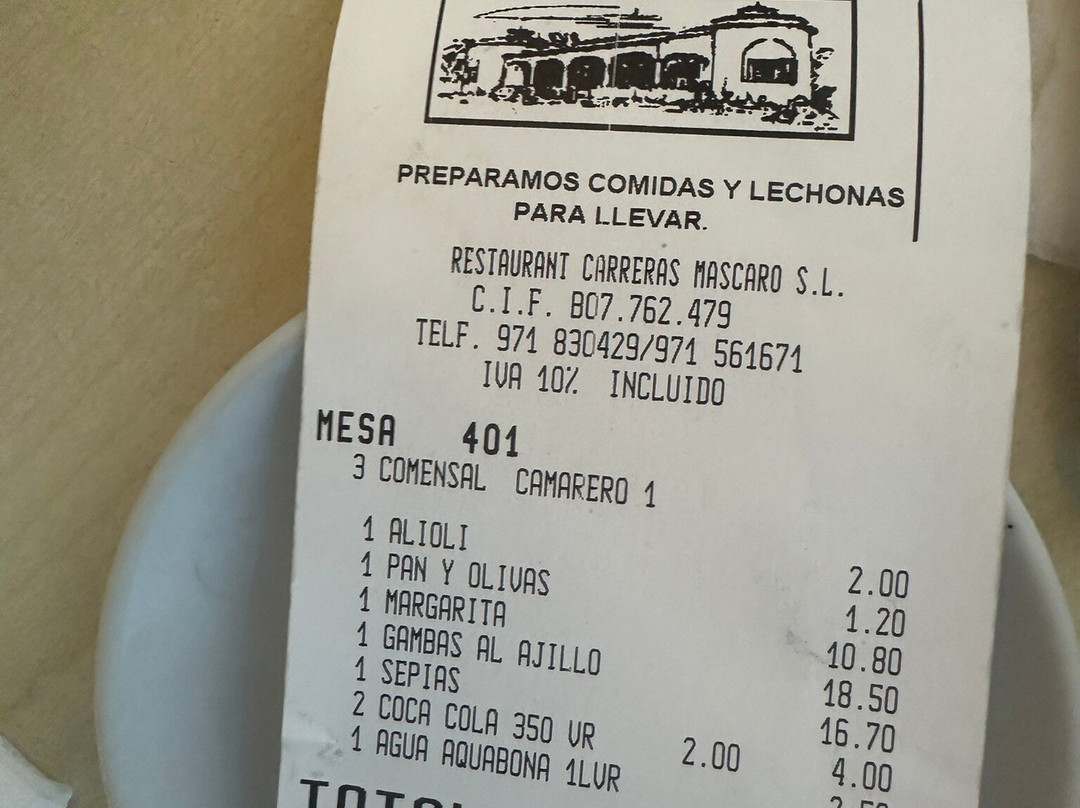 PREPARAMOS COMIDAS Y LECHONAS
PARA LLEVAR.
RESTAURANT CARRERAS MASCARO S.L.
C.I.F. B07.762.479
TELF. 971 830429/971 561671
IVA 10% INCLUIDO
MESA 401
3 COMENSAL CAMARERO 1
1 ALIOLI 2.00
1 PAN Y OLIVAS 1.20
1 MARGARITA 10.80
1 GAMBAS AL AJILLO 18.50
1 SEPIAS 16.70
2 COCA COLA 350 VR 2.00 4.00
1 AGUA AQUABONA 1LVR